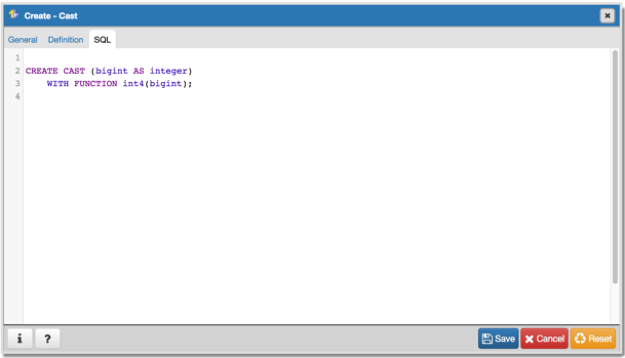 Create - Cast
General Definition SQL
1
2 CREATE CAST (bigint AS integer)
3 WITH FUNCTION int4(bigint);
4
i ? Save Cancel Reset